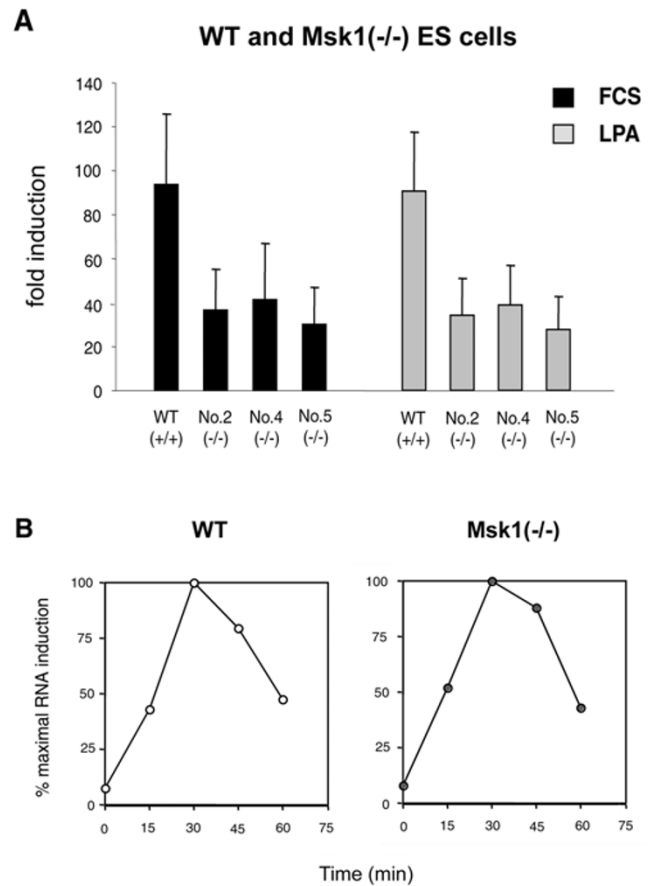 A
WT and Msk1(-/-) ES cells
FCS
LPA
fold induction
140
120
100
80
60
40
20
0
WT No.2 No.4 No.5 WT No.2 No.4 No.5
(+/+) (-/-) (-/-) (-/-) (+/+) (-/-) (-/-) (-/-)
B
WT
Msk1(-/-)
% maximal RNA induction
100
75
50
25
0
0 15 30 45 60 75
100
75
50
25
0
0 15 30 45 60 75
Time (min)